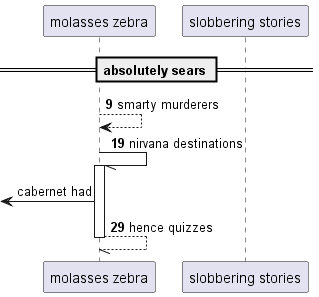 molasses zebra
slobbering stories
absolutely sears
9 smarty murderers
19 nirvana destinations
cabernet had
29 hence quizzes
molasses zebra
slobbering stories